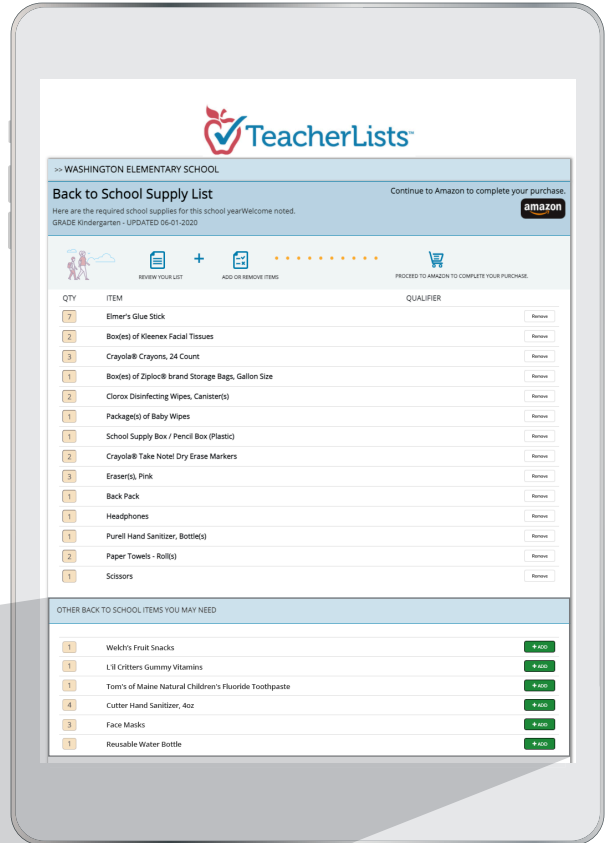 TeacherLists™
>> WASHINGTON ELEMENTARY SCHOOL
Back to School Supply List
Continue to Amazon to complete your purchase.
Here are the required school supplies for this school yearWelcome noted.
amazon
GRADE Kindergarten - UPDATED 06-01-2020
REVIEW YOUR LIST + ADD OR REMOVE ITEMS PROCEED TO AMAZON TO COMPLETE YOUR PURCHASE.
QTY ITEM QUALIFIER
7 Elmer's Glue Stick Remove
2 Box(es) of Kleenex Facial Tissues Remove
3 Crayola® Crayons, 24 Count Remove
1 Box(es) of Ziploc® brand Storage Bags, Gallon Size Remove
2 Clorox Disinfecting Wipes, Canister(s) Remove
1 Package(s) of Baby Wipes Remove
1 School Supply Box / Pencil Box (Plastic) Remove
2 Crayola® Take Note! Dry Erase Markers Remove
3 Eraser(s), Pink Remove
1 Back Pack Remove
1 Headphones Remove
1 Purell Hand Sanitizer, Bottle(s) Remove
2 Paper Towels - Roll(s) Remove
1 Scissors Remove
OTHER BACK TO SCHOOL ITEMS YOU MAY NEED
1 Welch's Fruit Snacks + ADD
1 L'il Critters Gummy Vitamins + ADD
1 Tom's of Maine Natural Children's Fluoride Toothpaste + ADD
4 Cutter Hand Sanitizer, 4oz + ADD
3 Face Masks + ADD
1 Reusable Water Bottle + ADD